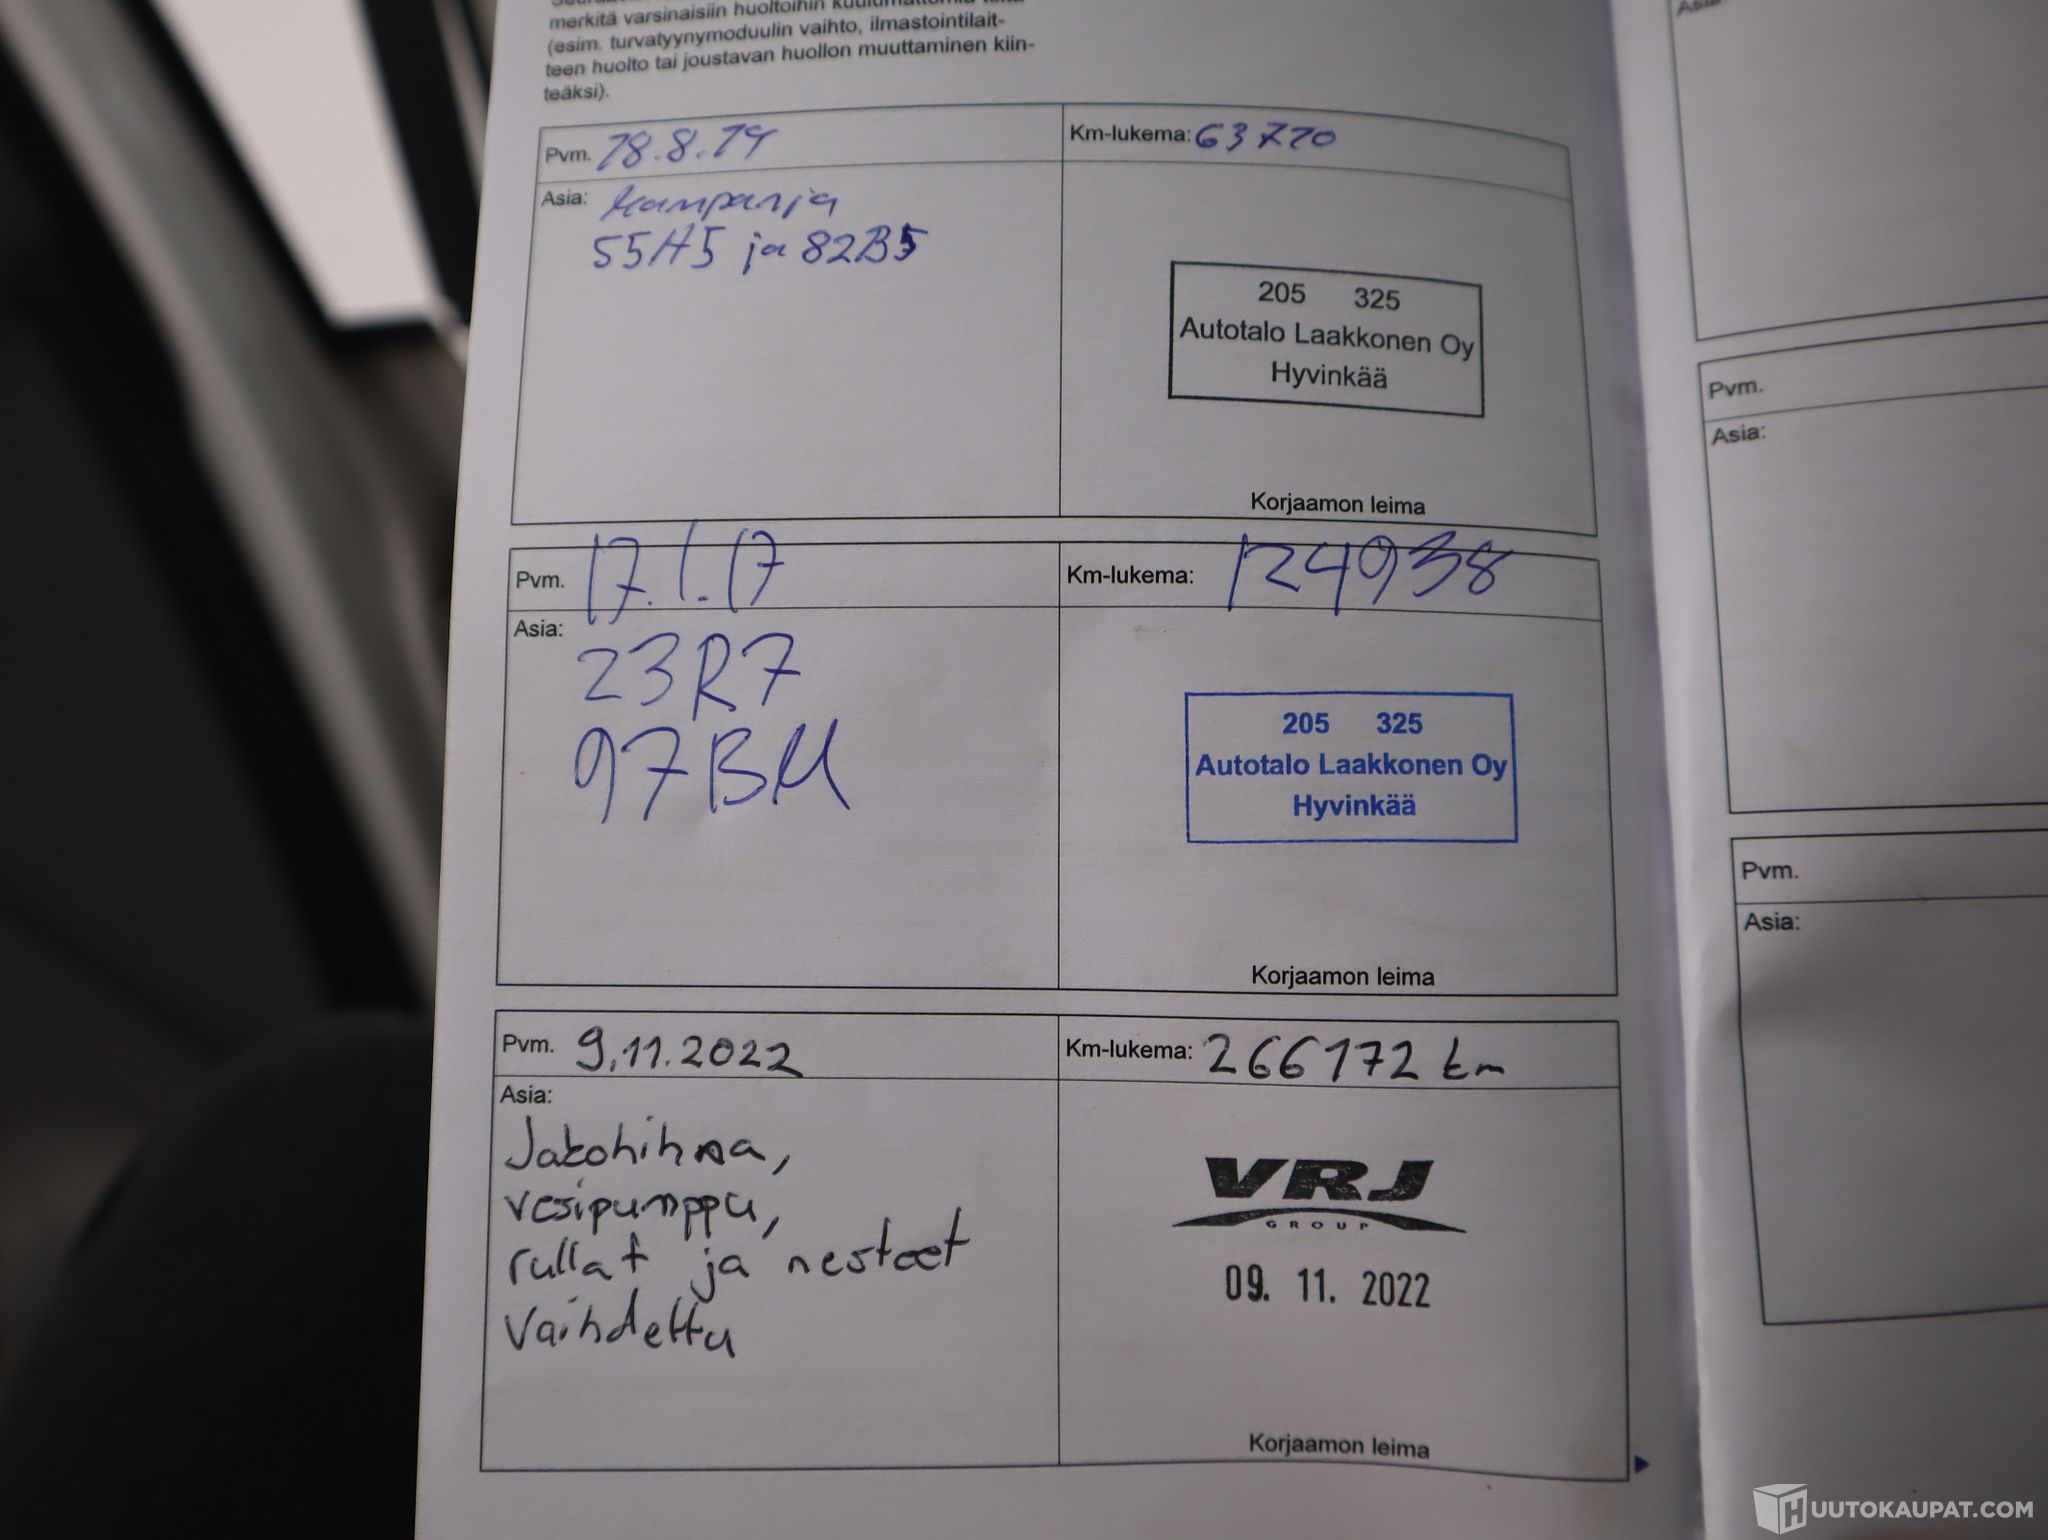 merkitä varsinaisiin huoltoihin kuulumattomia
(esim. turvatyynymoduulin vaihto, ilmastointilait-
teen huolto tai joustavan huollon muuttaminen kiin-
teäksi).
Pvm. 18.8.14
Km-lukema: 63770
Asia: Kampanja
55H5 ja 82B5
205 325
Autotalo Laakkonen Oy
Hyvinkää
Korjaamon leima
Pvm. 17.1.17
Km-lukema: 124938
Asia:
23R7
97BM
205 325
Autotalo Laakkonen Oy
Hyvinkää
Korjaamon leima
Pvm. 9.11.2022
Km-lukema: 266172 km
Asia:
Jakohihna,
vesipumppu,
rullat ja nesteet
vaihdettu
VRJ
GROUP
09. 11. 2022
Korjaamon leima
Asia
Pvm.
Asia:
Pvm.
Asia:
HUUTOKAUPAT.COM